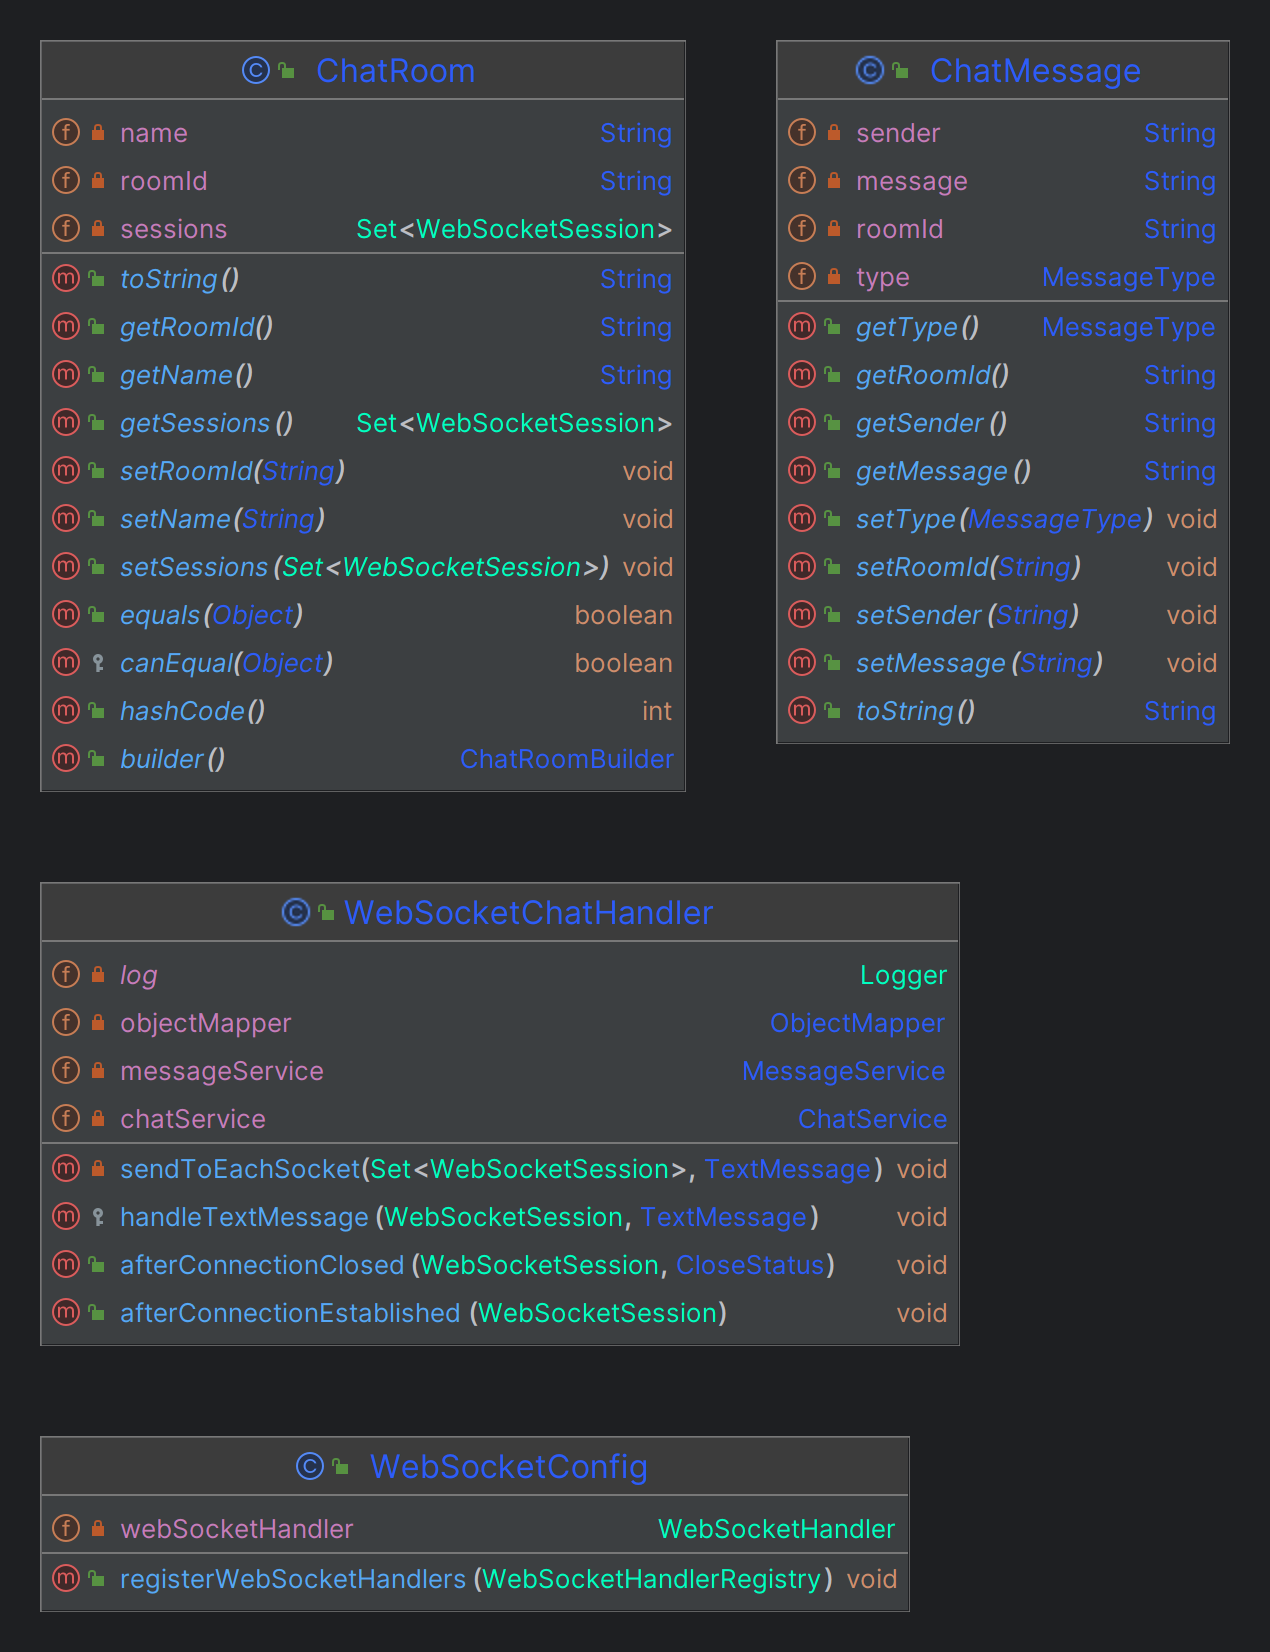 ChatRoom
name String
roomId String
sessions Set<WebSocketSession>
toString() String
getRoomId() String
getName() String
getSessions() Set<WebSocketSession>
setRoomId(String) void
setName(String) void
setSessions(Set<WebSocketSession>) void
equals(Object) boolean
canEqual(Object) boolean
hashCode() int
builder() ChatRoomBuilder
ChatMessage
sender String
message String
roomId String
type MessageType
getType() MessageType
getRoomId() String
getSender() String
getMessage() String
setType(MessageType) void
setRoomId(String) void
setSender(String) void
setMessage(String) void
toString() String
WebSocketChatHandler
log Logger
objectMapper ObjectMapper
messageService MessageService
chatService ChatService
sendToEachSocket(Set<WebSocketSession>, TextMessage) void
handleTextMessage(WebSocketSession, TextMessage) void
afterConnectionClosed(WebSocketSession, CloseStatus) void
afterConnectionEstablished(WebSocketSession) void
WebSocketConfig
webSocketHandler WebSocketHandler
registerWebSocketHandlers(WebSocketHandlerRegistry) void